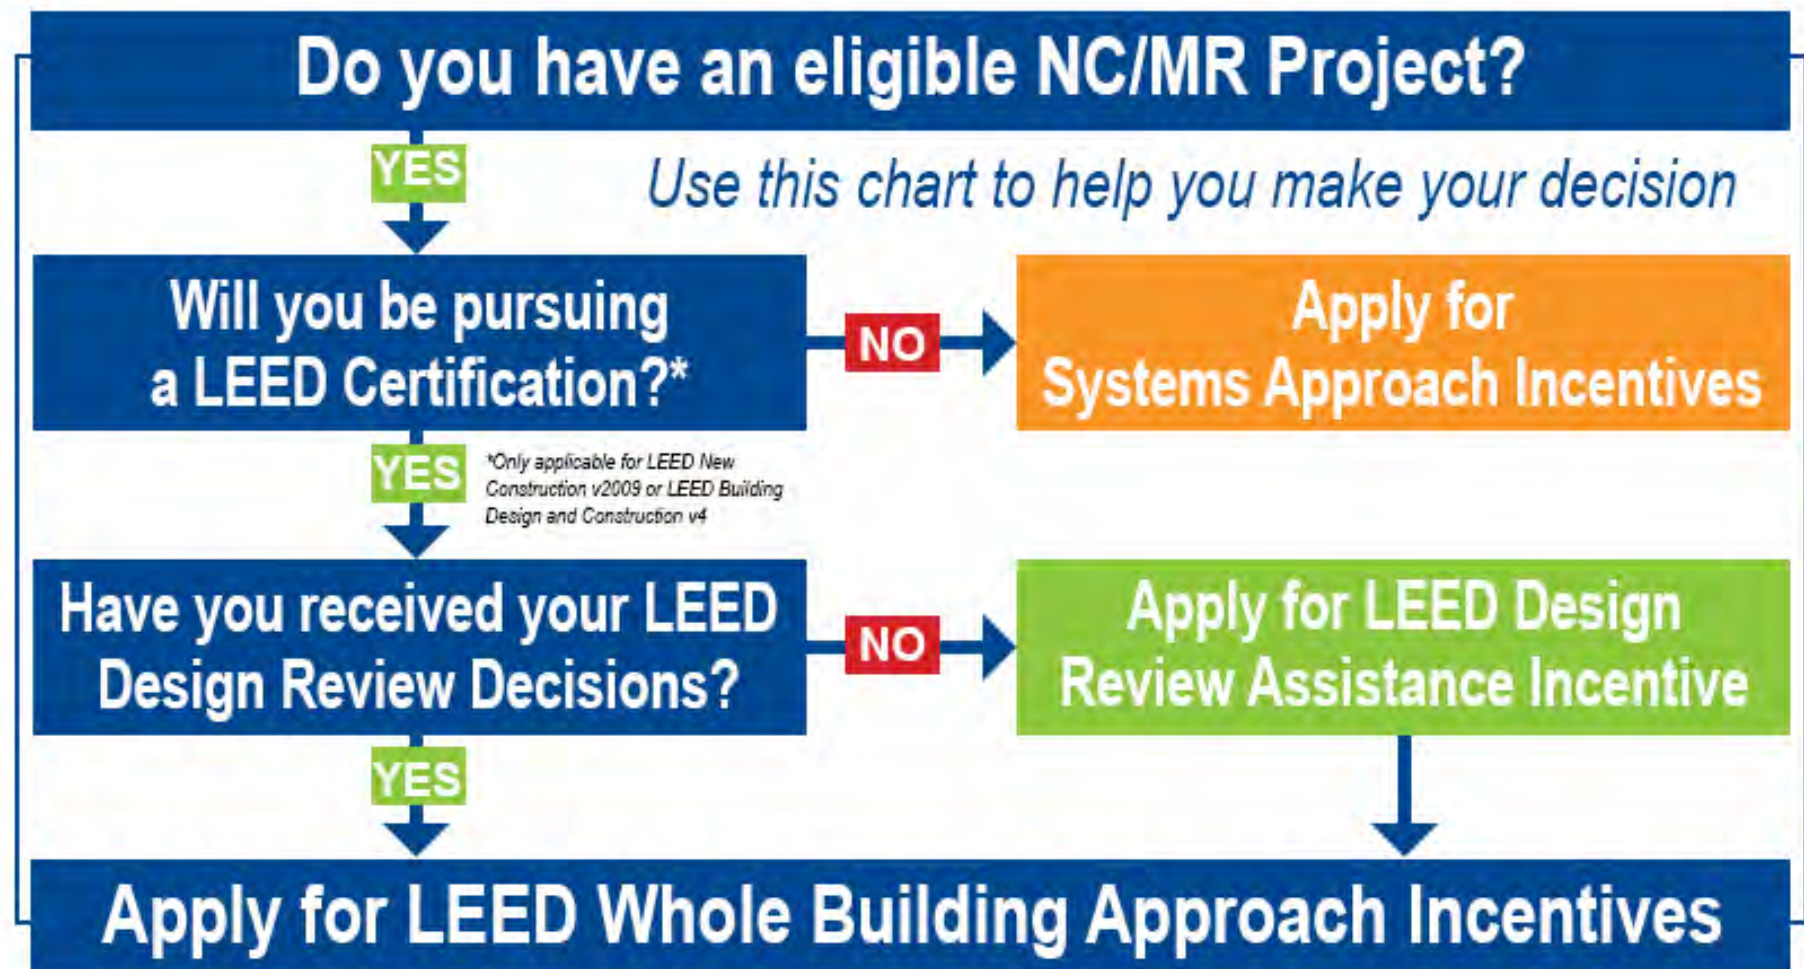 Do you have an eligible NC/MR Project?
YES
Use this chart to help you make your decision
Will you be pursuing
a LEED Certification?*
NO
Apply for
Systems Approach Incentives
YES
*Only applicable for LEED New
Construction v2009 or LEED Building
Design and Construction v4
Have you received your LEED
Design Review Decisions?
NO
Apply for LEED Design
Review Assistance Incentive
YES
Apply for LEED Whole Building Approach Incentives